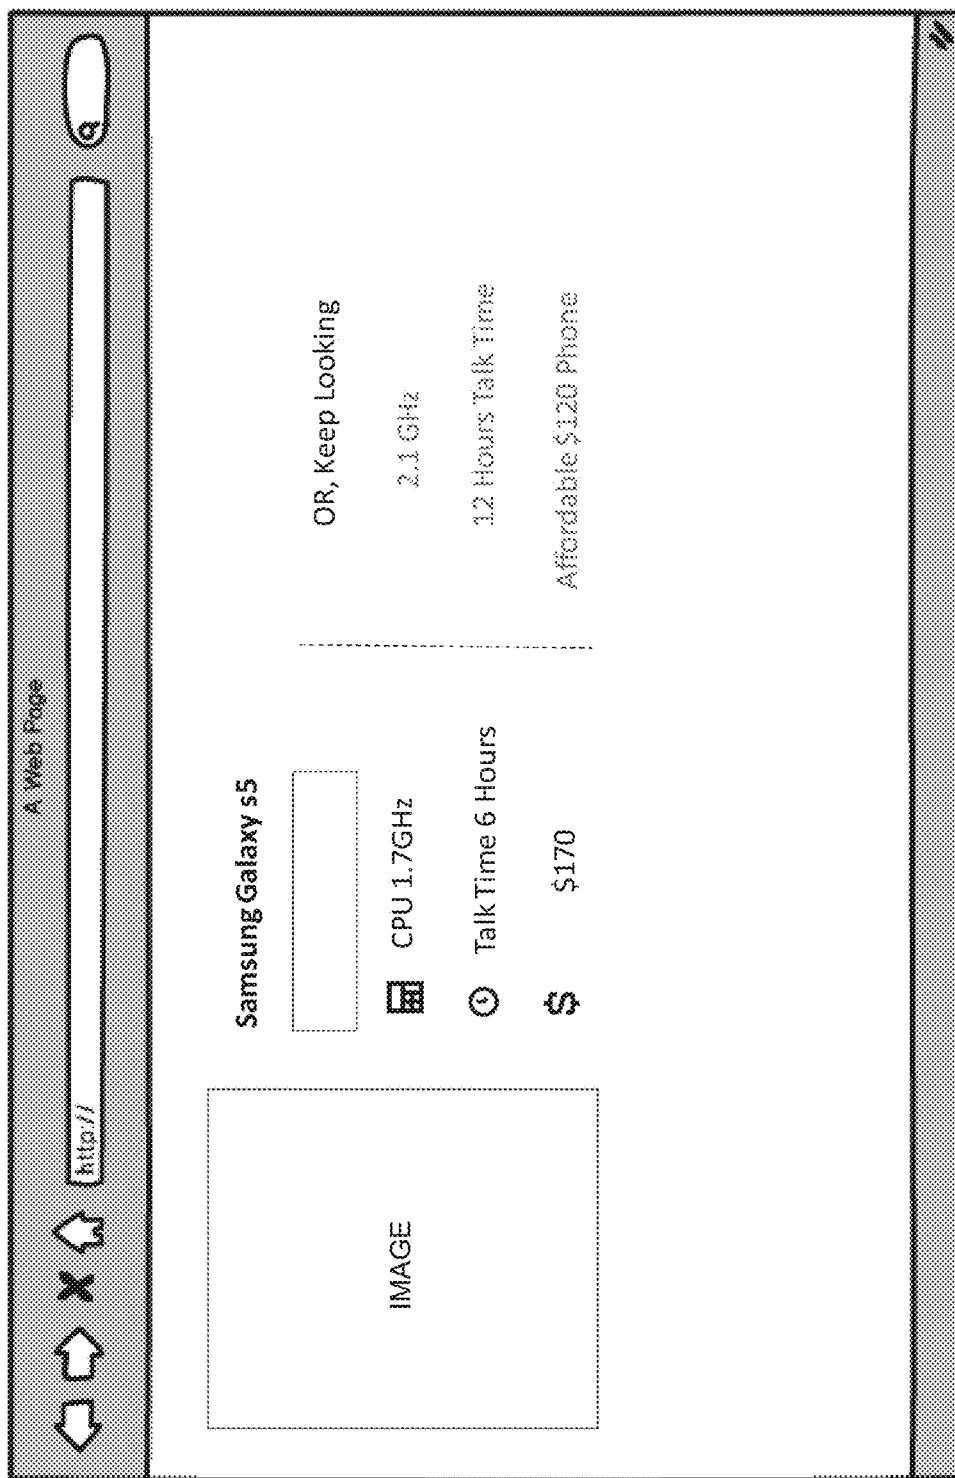 A Web Page
http://
Samsung Galaxy s5
IMAGE
CPU 1.7GHz
Talk Time 6 Hours
$ $170
OR, Keep Looking
2.1 GHz
12 Hours Talk Time
Affordable $120 Phone